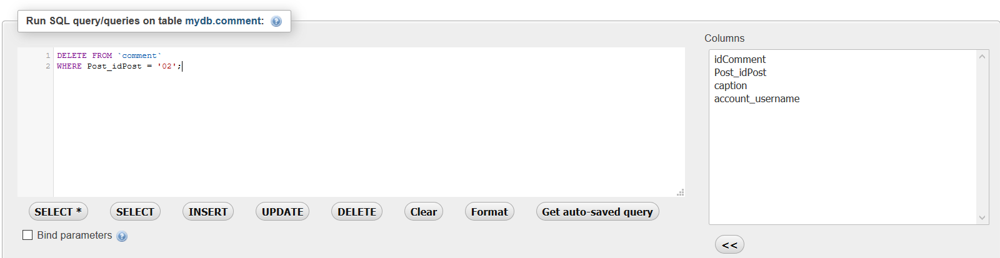 Run SQL query/queries on table mydb.comment:
Columns
1 DELETE FROM `comment`
2 WHERE Post_idPost = '02';
idComment
Post_idPost
caption
account_username
SELECT * SELECT INSERT UPDATE DELETE Clear Format Get auto-saved query
Bind parameters
<<